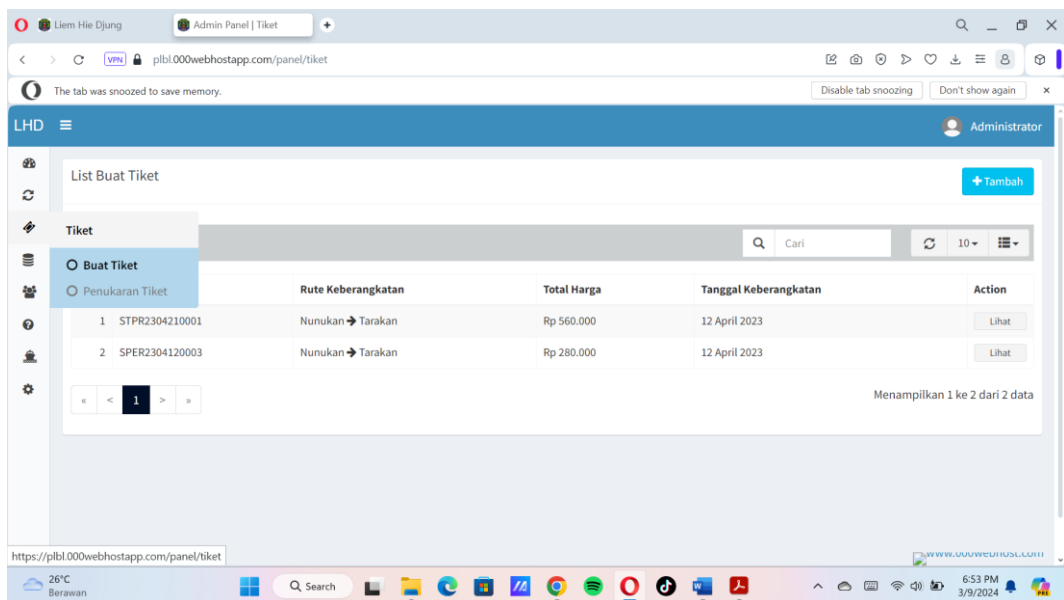 Liem Hie Djung
Admin Panel | Tiket
VPN
plbl.000webhostapp.com/panel/tiket
The tab was snoozed to save memory.
Disable tab snoozing
Don't show again
LHD
Administrator
List Buat Tiket
Tambah
Tiket
Cari
10
Buat Tiket
Penukaran Tiket
Rute Keberangkatan Total Harga Tanggal Keberangkatan Action
1 STPR2304210001 Nunukan → Tarakan Rp 560.000 12 April 2023 Lihat
2 SPER2304120003 Nunukan → Tarakan Rp 280.000 12 April 2023 Lihat
« < 1 > »
Menampilkan 1 ke 2 dari 2 data
https://plbl.000webhostapp.com/panel/tiket
www.000webhost.com
26°C
Berawan
Search
6:53 PM
3/9/2024
PRE